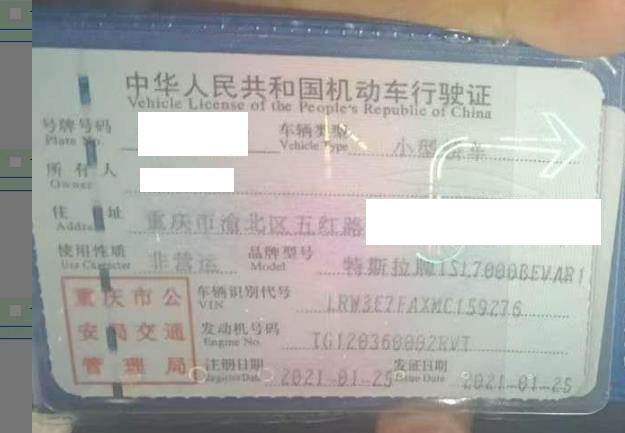 中华人民共和国机动车行驶证
Vehicle License of the People's Republic of China
号牌号码 车辆类型 小型轿车
Plate No. Vehicle Type
所有人
Owner
住址 重庆市渝北区五红路
Address
使用性质 非营运 品牌型号 特斯拉牌TSL7000BEVAR1
Use Character Model
重庆市公
安局交通
管理局
车辆识别代号 LRW3E7FAXMC159276
VIN
发动机号码 TG120360002RVT
Engine No.
注册日期 2021-01-25 发证日期 2021-01-25
Register Date Issue Date